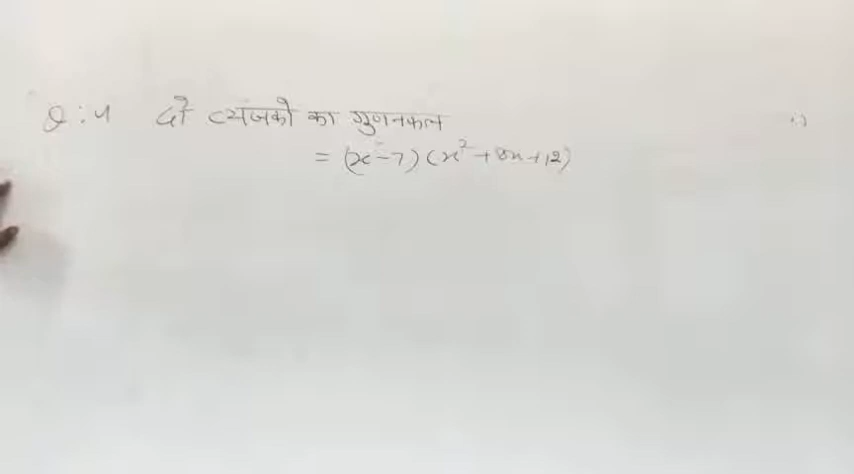 Q:4 दो व्यंजको का गुणनफल
= (x-7) (x²+8x+12)